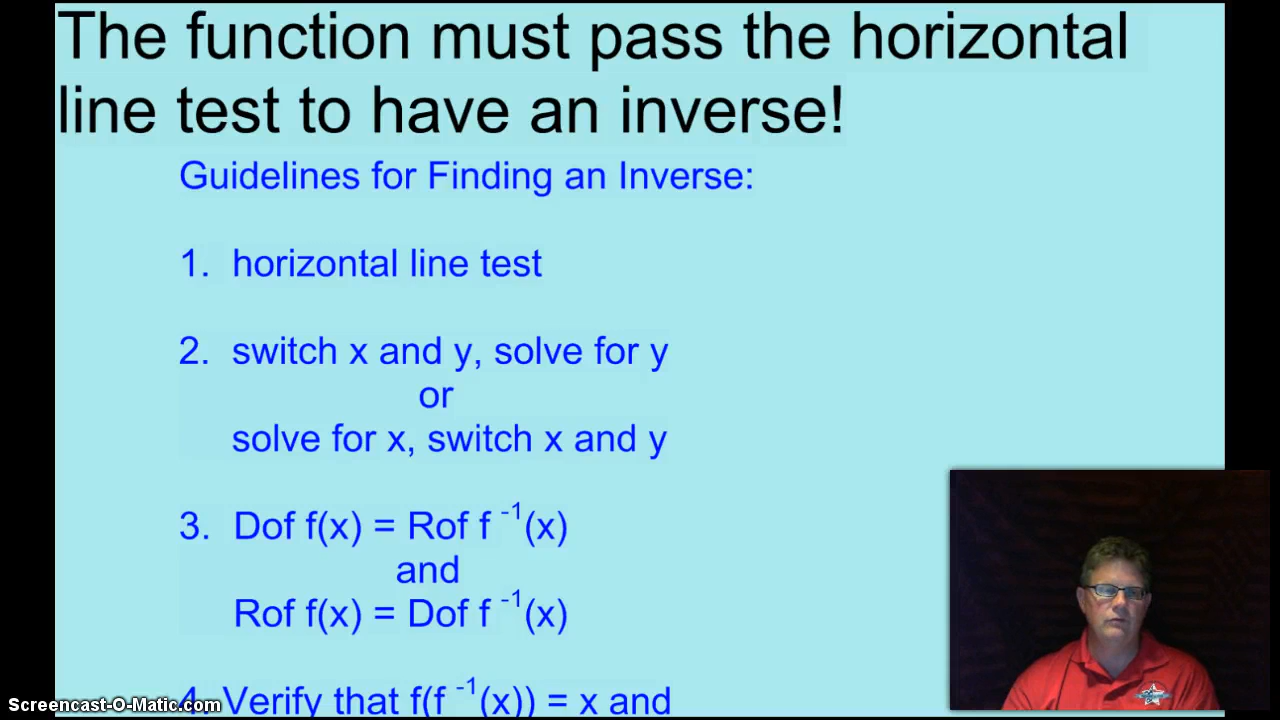 The function must pass the horizontal
line test to have an inverse!
Guidelines for Finding an Inverse:
1. horizontal line test
2. switch x and y, solve for y
or
solve for x, switch x and y
3. Dof f(x) = Rof f ⁻¹(x)
and
Rof f(x) = Dof f ⁻¹(x)
4. Verify that f(f ⁻¹(x)) = x and
Screencast-O-Matic.com